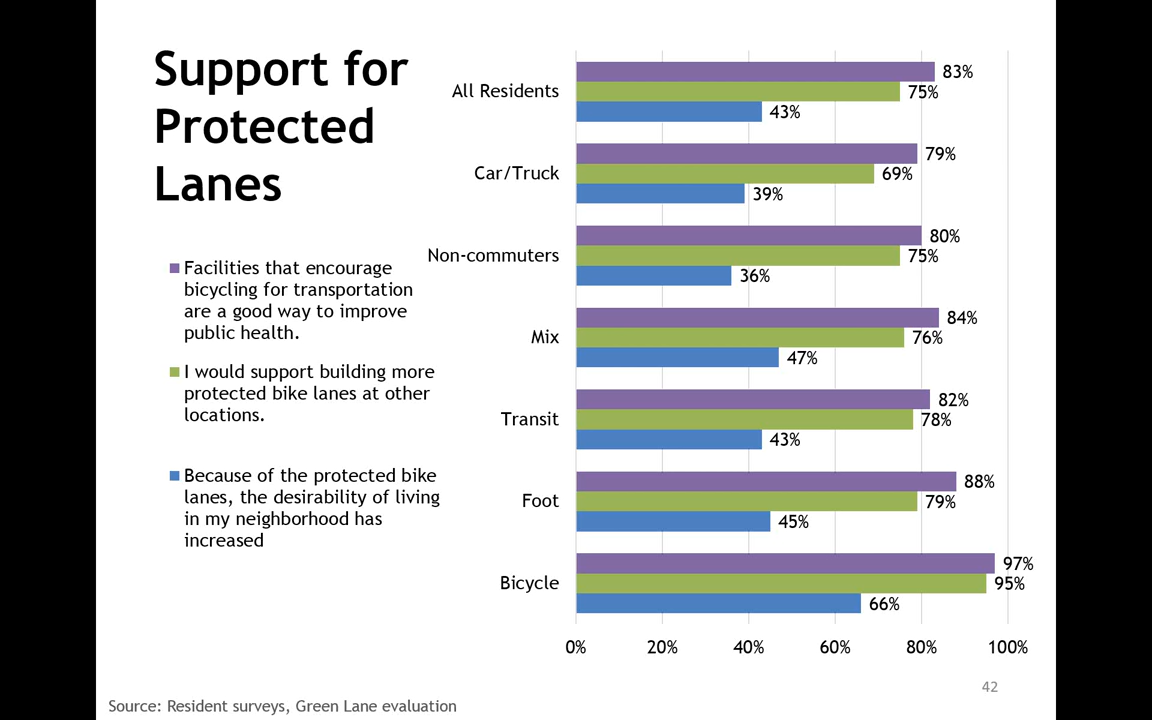 Support for
Protected
Lanes
Facilities that encourage
bicycling for transportation
are a good way to improve
public health.
I would support building more
protected bike lanes at other
locations.
Because of the protected bike
lanes, the desirability of living
in my neighborhood has
increased
All Residents
83%
75%
43%
Car/Truck
79%
69%
39%
Non-commuters
80%
75%
36%
Mix
84%
76%
47%
Transit
82%
78%
43%
Foot
88%
79%
45%
Bicycle
97%
95%
66%
0% 20% 40% 60% 80% 100%
42
Source: Resident surveys, Green Lane evaluation